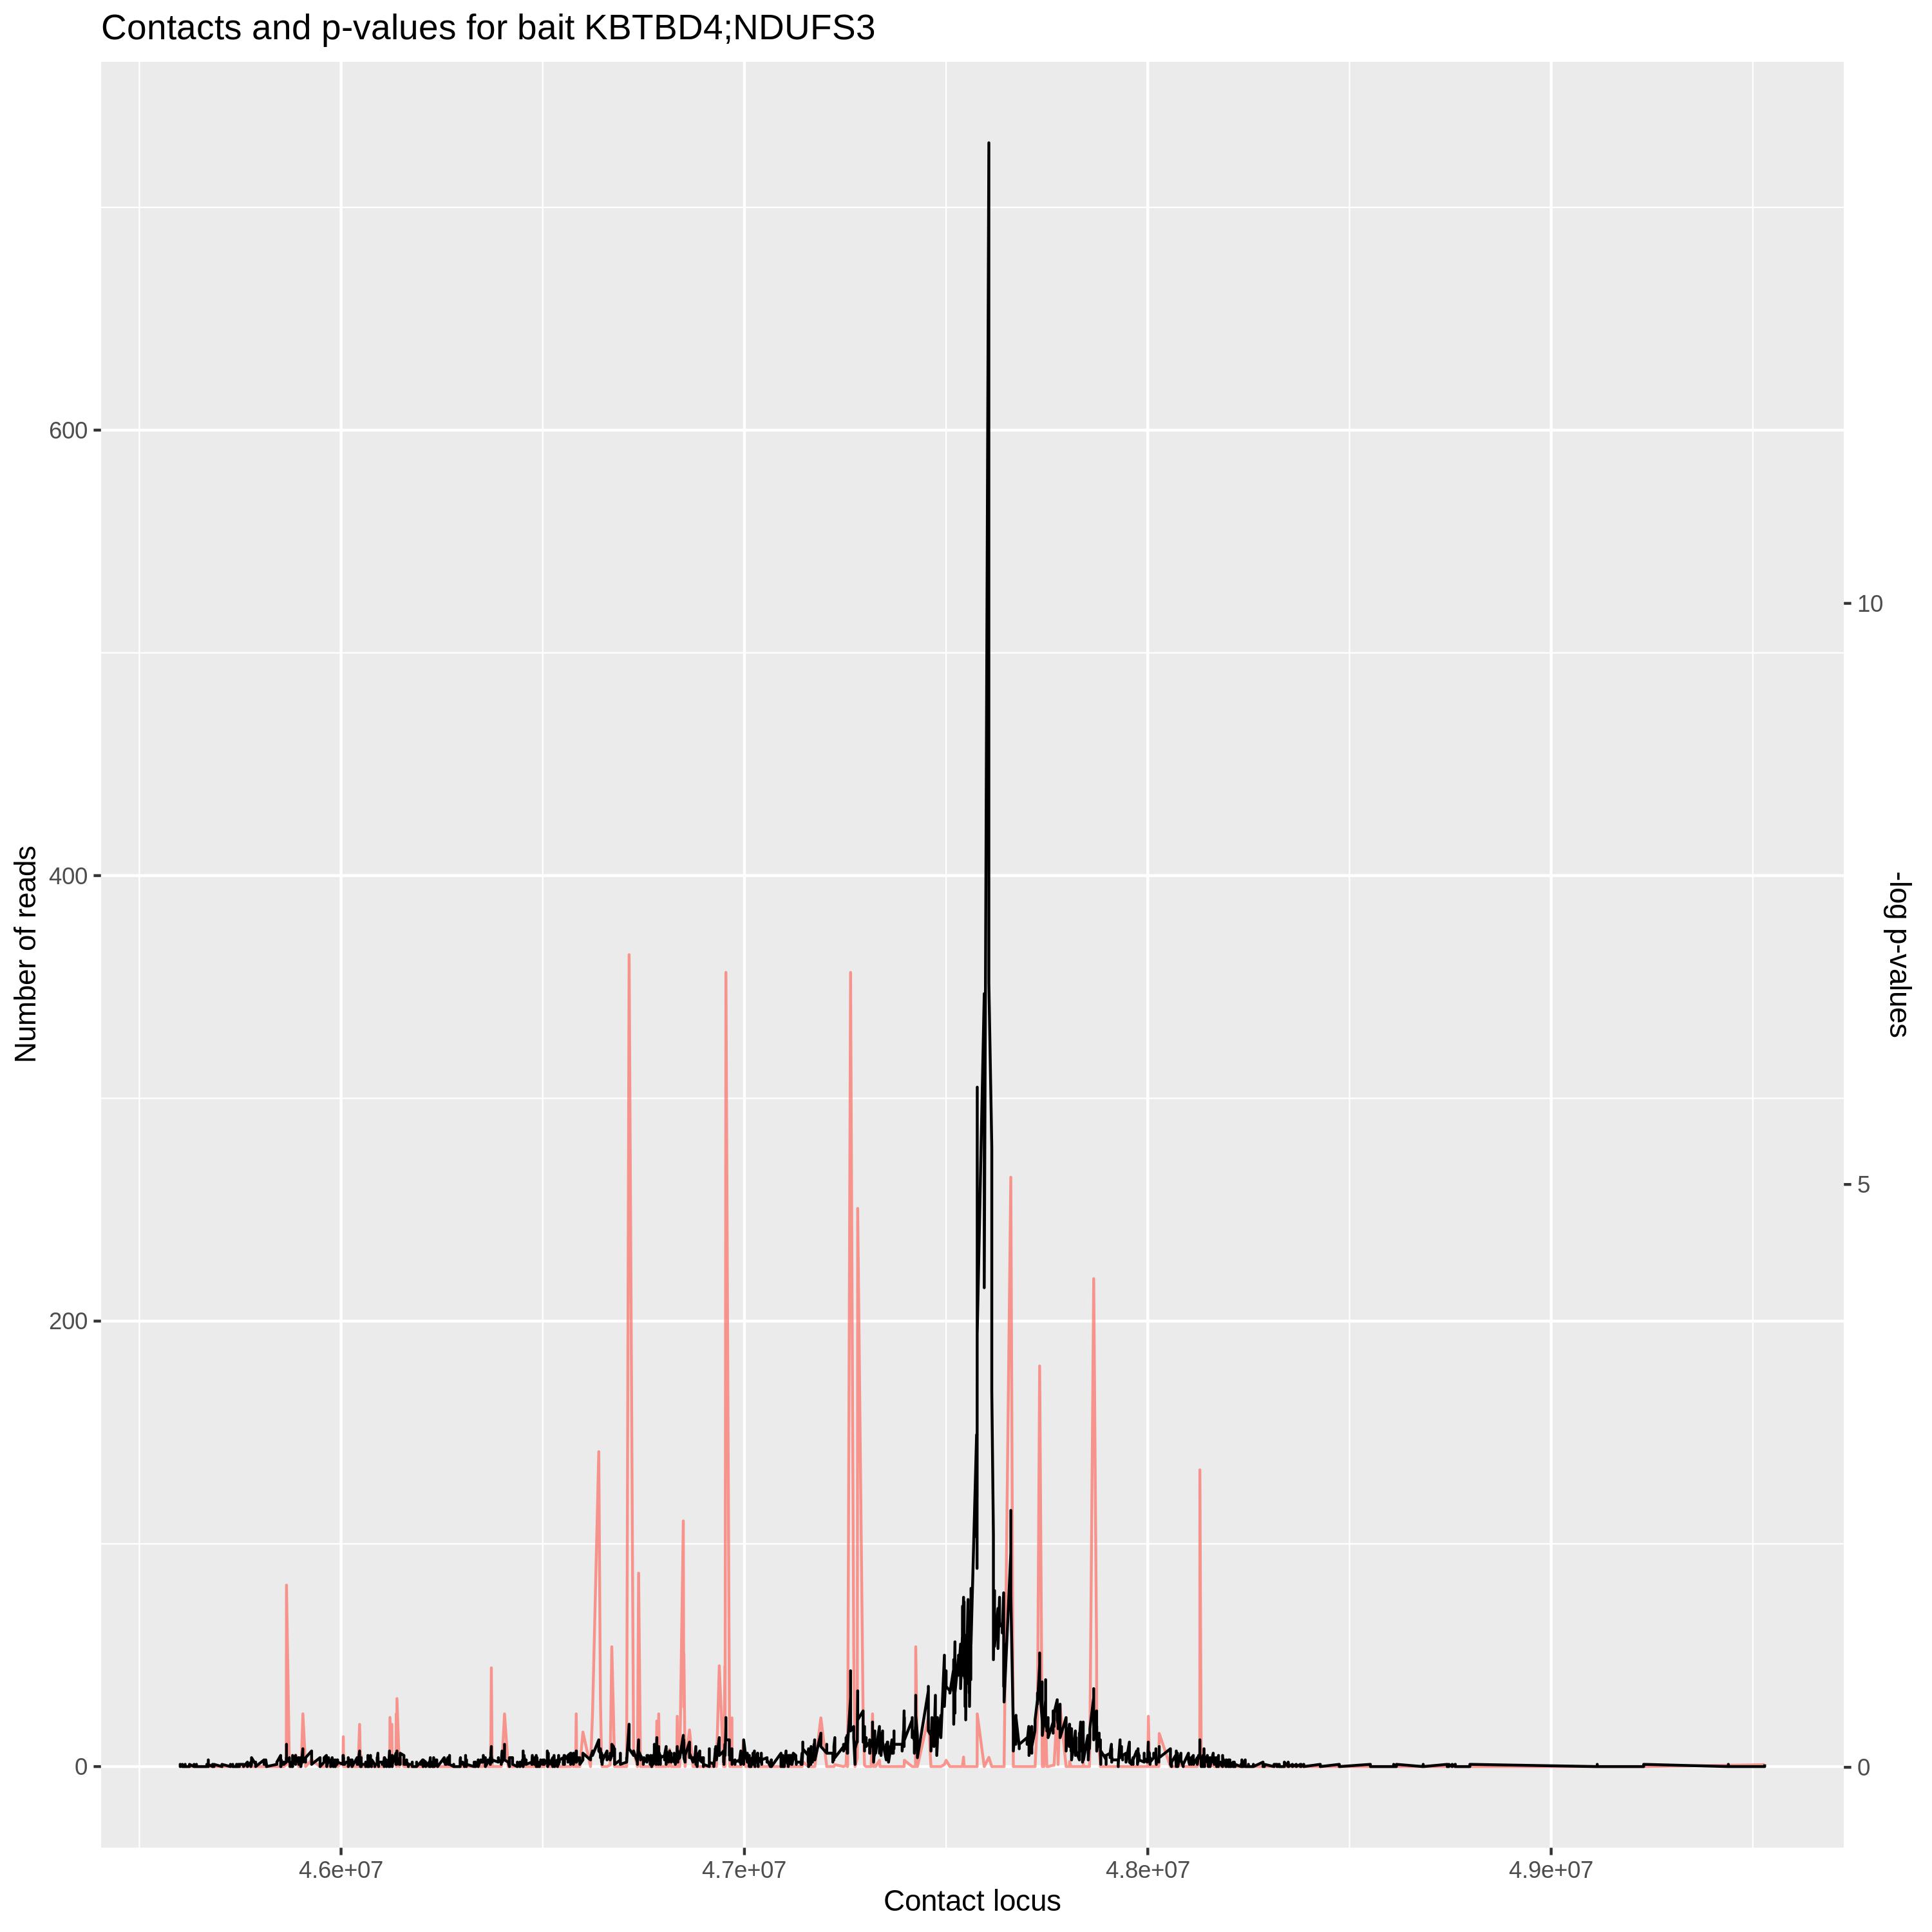 Contacts and p-values for bait KBTBD4;NDUFS3
600
400
200
0
Number of reads
10
5
0
-log p-values
4.6e+07
4.7e+07
4.8e+07
4.9e+07
Contact locus